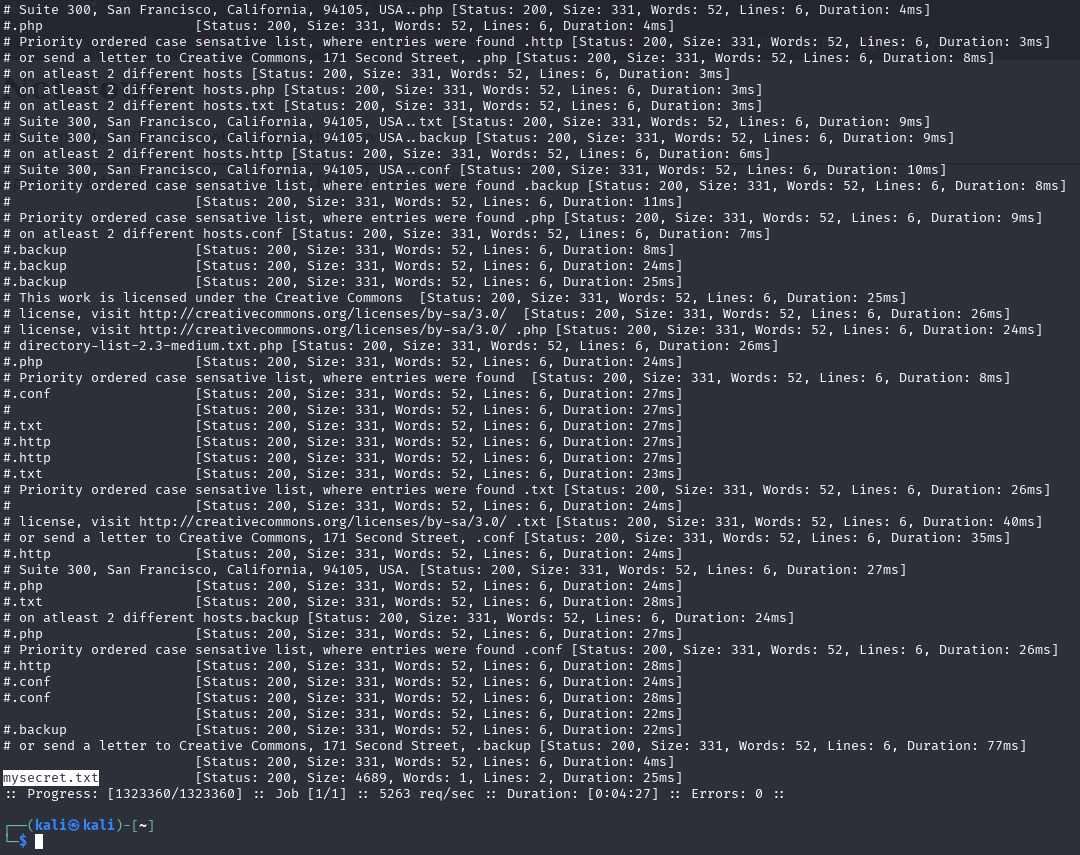 # Suite 300, San Francisco, California, 94105, USA..php [Status: 200, Size: 331, Words: 52, Lines: 6, Duration: 4ms]
#.php [Status: 200, Size: 331, Words: 52, Lines: 6, Duration: 4ms]
# Priority ordered case sensative list, where entries were found .http [Status: 200, Size: 331, Words: 52, Lines: 6, Duration: 3ms]
# or send a letter to Creative Commons, 171 Second Street, .php [Status: 200, Size: 331, Words: 52, Lines: 6, Duration: 8ms]
# on atleast 2 different hosts [Status: 200, Size: 331, Words: 52, Lines: 6, Duration: 3ms]
# on atleast 2 different hosts.php [Status: 200, Size: 331, Words: 52, Lines: 6, Duration: 3ms]
# on atleast 2 different hosts.txt [Status: 200, Size: 331, Words: 52, Lines: 6, Duration: 3ms]
# Suite 300, San Francisco, California, 94105, USA..txt [Status: 200, Size: 331, Words: 52, Lines: 6, Duration: 9ms]
# Suite 300, San Francisco, California, 94105, USA..backup [Status: 200, Size: 331, Words: 52, Lines: 6, Duration: 9ms]
# on atleast 2 different hosts.http [Status: 200, Size: 331, Words: 52, Lines: 6, Duration: 6ms]
# Suite 300, San Francisco, California, 94105, USA..conf [Status: 200, Size: 331, Words: 52, Lines: 6, Duration: 10ms]
# Priority ordered case sensative list, where entries were found .backup [Status: 200, Size: 331, Words: 52, Lines: 6, Duration: 8ms]
# [Status: 200, Size: 331, Words: 52, Lines: 6, Duration: 11ms]
# Priority ordered case sensative list, where entries were found .php [Status: 200, Size: 331, Words: 52, Lines: 6, Duration: 9ms]
# on atleast 2 different hosts.conf [Status: 200, Size: 331, Words: 52, Lines: 6, Duration: 7ms]
#.backup [Status: 200, Size: 331, Words: 52, Lines: 6, Duration: 8ms]
#.backup [Status: 200, Size: 331, Words: 52, Lines: 6, Duration: 24ms]
#.backup [Status: 200, Size: 331, Words: 52, Lines: 6, Duration: 25ms]
# This work is licensed under the Creative Commons [Status: 200, Size: 331, Words: 52, Lines: 6, Duration: 25ms]
# license, visit http://creativecommons.org/licenses/by-sa/3.0/ [Status: 200, Size: 331, Words: 52, Lines: 6, Duration: 26ms]
# license, visit http://creativecommons.org/licenses/by-sa/3.0/ .php [Status: 200, Size: 331, Words: 52, Lines: 6, Duration: 24ms]
# directory-list-2.3-medium.txt.php [Status: 200, Size: 331, Words: 52, Lines: 6, Duration: 26ms]
#.php [Status: 200, Size: 331, Words: 52, Lines: 6, Duration: 24ms]
# Priority ordered case sensative list, where entries were found [Status: 200, Size: 331, Words: 52, Lines: 6, Duration: 8ms]
#.conf [Status: 200, Size: 331, Words: 52, Lines: 6, Duration: 27ms]
# [Status: 200, Size: 331, Words: 52, Lines: 6, Duration: 27ms]
#.txt [Status: 200, Size: 331, Words: 52, Lines: 6, Duration: 27ms]
#.http [Status: 200, Size: 331, Words: 52, Lines: 6, Duration: 27ms]
#.http [Status: 200, Size: 331, Words: 52, Lines: 6, Duration: 27ms]
#.txt [Status: 200, Size: 331, Words: 52, Lines: 6, Duration: 23ms]
# Priority ordered case sensative list, where entries were found .txt [Status: 200, Size: 331, Words: 52, Lines: 6, Duration: 26ms]
# [Status: 200, Size: 331, Words: 52, Lines: 6, Duration: 24ms]
# license, visit http://creativecommons.org/licenses/by-sa/3.0/ .txt [Status: 200, Size: 331, Words: 52, Lines: 6, Duration: 40ms]
# or send a letter to Creative Commons, 171 Second Street, .conf [Status: 200, Size: 331, Words: 52, Lines: 6, Duration: 35ms]
#.http [Status: 200, Size: 331, Words: 52, Lines: 6, Duration: 24ms]
# Suite 300, San Francisco, California, 94105, USA. [Status: 200, Size: 331, Words: 52, Lines: 6, Duration: 27ms]
#.php [Status: 200, Size: 331, Words: 52, Lines: 6, Duration: 24ms]
#.txt [Status: 200, Size: 331, Words: 52, Lines: 6, Duration: 28ms]
# on atleast 2 different hosts.backup [Status: 200, Size: 331, Words: 52, Lines: 6, Duration: 24ms]
#.php [Status: 200, Size: 331, Words: 52, Lines: 6, Duration: 27ms]
# Priority ordered case sensative list, where entries were found .conf [Status: 200, Size: 331, Words: 52, Lines: 6, Duration: 26ms]
#.http [Status: 200, Size: 331, Words: 52, Lines: 6, Duration: 28ms]
#.conf [Status: 200, Size: 331, Words: 52, Lines: 6, Duration: 24ms]
#.conf [Status: 200, Size: 331, Words: 52, Lines: 6, Duration: 28ms]
[Status: 200, Size: 331, Words: 52, Lines: 6, Duration: 22ms]
#.backup [Status: 200, Size: 331, Words: 52, Lines: 6, Duration: 22ms]
# or send a letter to Creative Commons, 171 Second Street, .backup [Status: 200, Size: 331, Words: 52, Lines: 6, Duration: 77ms]
[Status: 200, Size: 331, Words: 52, Lines: 6, Duration: 4ms]
mysecret.txt [Status: 200, Size: 4689, Words: 1, Lines: 2, Duration: 25ms]
:: Progress: [1323360/1323360] :: Job [1/1] :: 5263 req/sec :: Duration: [0:04:27] :: Errors: 0 ::
┌──(kali㉿kali)-[~]
└─$